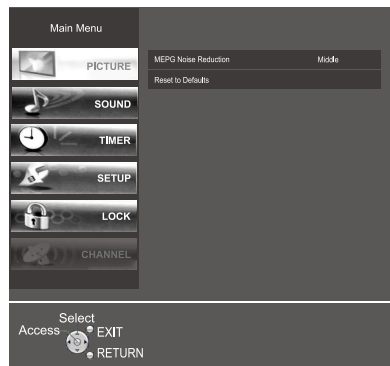 Main Menu
PICTURE
SOUND
TIMER
SETUP
LOCK
CHANNEL
MEPG Noise Reduction Middle
Reset to Defaults
Select
Access
EXIT
RETURN